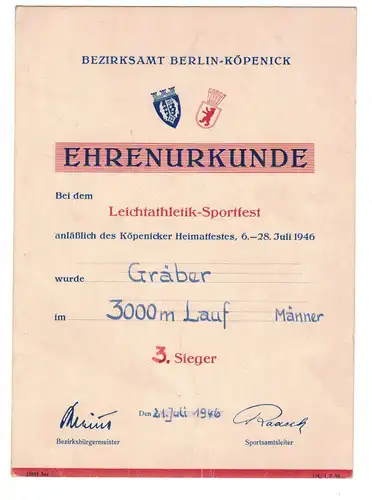 BEZIRKSAMT BERLIN-KÖPENICK
EHRENURKUNDE
Bei dem
Leichtathletik-Sportfest
anläßlich des Köpenicker Heimatfestes, 6.—28. Juli 1946
wurde Gräber
im 3000m Lauf Männer
3. Sieger
Den 21. Juli 1946
Bezirksbürgermeister Sportsamtsleiter